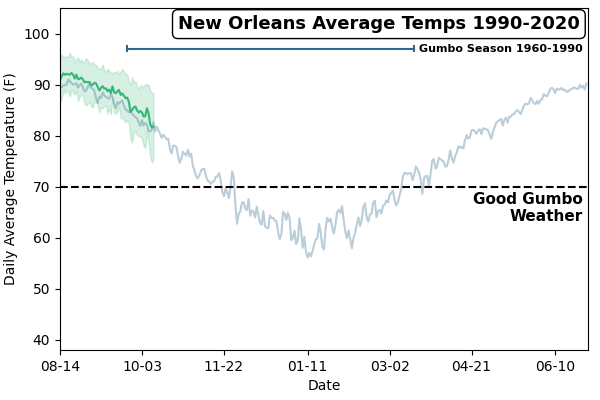 New Orleans Average Temps 1990-2020
Gumbo Season 1960-1990
Daily Average Temperature (F)
100
90
80
70
60
50
40
Good Gumbo
Weather
08-14
10-03
11-22
01-11
03-02
04-21
06-10
Date